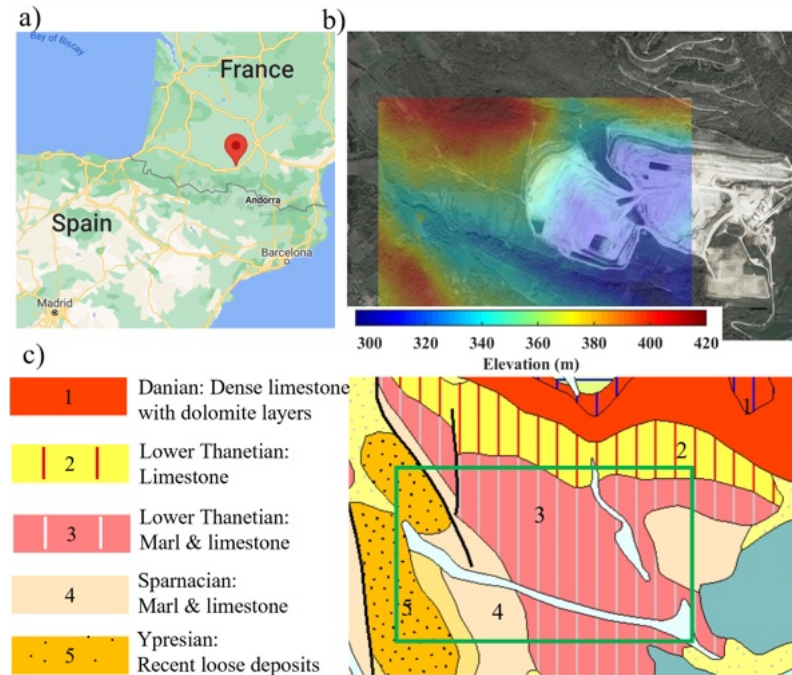 a)
Bay of Biscay
France
Andorra
Spain
Barcelona
Madrid
b)
300 320 340 360 380 400 420
Elevation (m)
c)
1 Danian: Dense limestone
with dolomite layers
2 Lower Thanetian:
Limestone
3 Lower Thanetian:
Marl & limestone
4 Sparnacian:
Marl & limestone
5 Ypresian:
Recent loose deposits
1
2
3
4
5